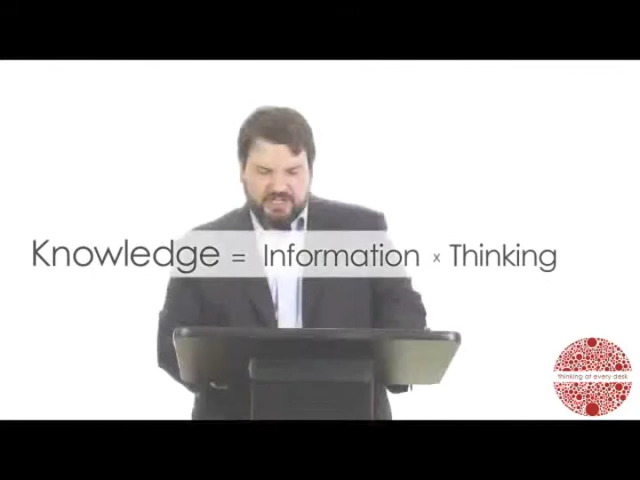 Knowledge = Information x Thinking
thinking at every desk